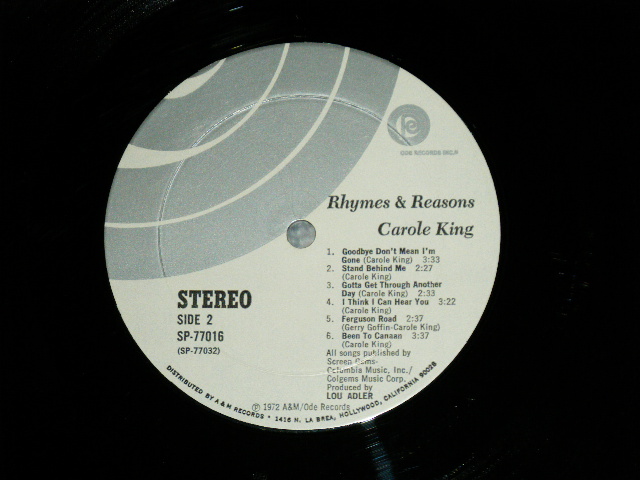 ODE RECORDS INC.
Rhymes & Reasons
Carole King
1. Goodbye Don't Mean I'm
Gone (Carole King) 3:33
2. Stand Behind Me 2:27
(Carole King)
3. Gotta Get Through Another
Day (Carole King) 2:33
4. I Think I Can Hear You 3:22
(Carole King)
5. Ferguson Road 2:37
(Gerry Goffin-Carole King)
6. Been To Canaan 3:33
(Carole King)
All songs published by
Screen Gems-
Columbia Music, Inc./
Colgems Music Corp.
Produced by
LOU ADLER
STEREO
SIDE 2
SP-77016
(SP-77032)
℗ 1972 A&M/Ode Records
DISTRIBUTED BY A & M RECORDS • 1416 N. LA BREA, HOLLYWOOD, CALIFORNIA 90028